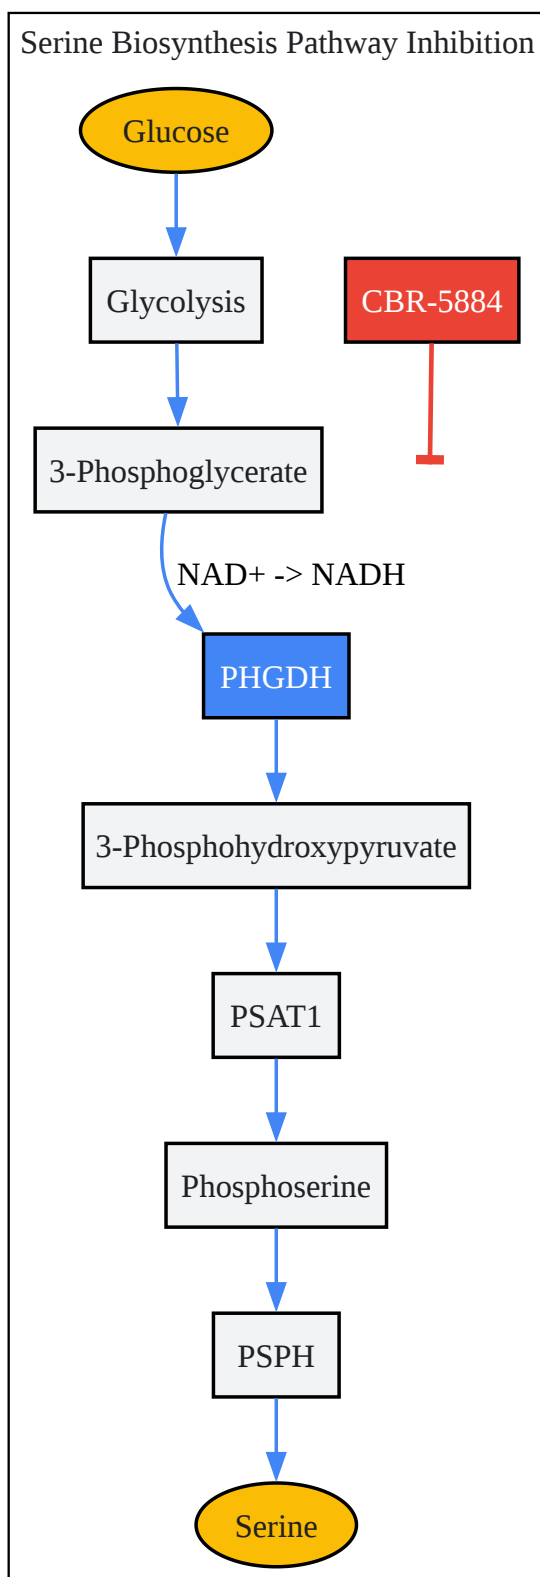 Serine Biosynthesis Pathway Inhibition
Glucose
Glycolysis
CBR-5884
3-Phosphoglycerate
NAD+ -> NADH
PHGDH
3-Phosphohydroxypyruvate
PSAT1
Phosphoserine
PSPH
Serine